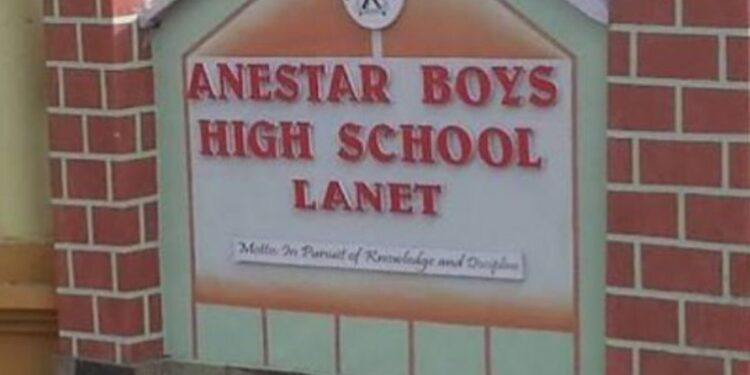 ANESTAR BOYS
HIGH SCHOOL
LANET
Motto: In Pursuit of Knowledge and Discipline